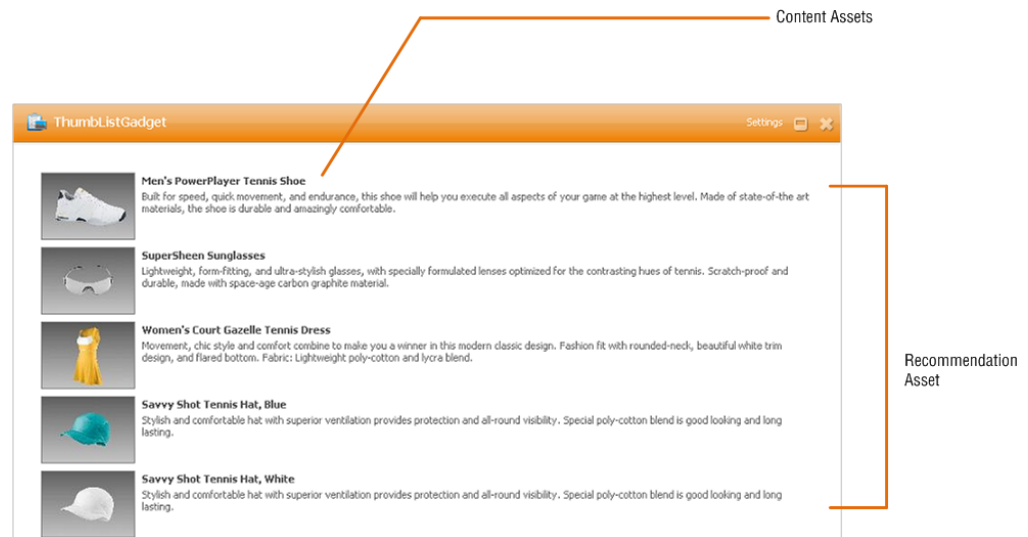 Content Assets
ThumbListGadget
Settings
Men's PowerPlayer Tennis Shoe
Built for speed, quick movement, and endurance, this shoe will help you execute all aspects of your game at the highest level. Made of state-of-the art
materials, the shoe is durable and amazingly comfortable.
SuperSheen Sunglasses
Lightweight, form-fitting, and ultra-stylish glasses, with specially formulated lenses optimized for the contrasting hues of tennis. Scratch-proof and
durable, made with space-age carbon graphite material.
Women's Court Gazelle Tennis Dress
Movement, chic style and comfort combine to make you a winner in this modern classic design. Fashion fit with rounded-neck, beautiful white trim
design, and flared bottom. Fabric: Lightweight poly-cotton and lycra blend.
Recommendation
Asset
Savvy Shot Tennis Hat, Blue
Stylish and comfortable hat with superior ventilation provides protection and all-round visibility. Special poly-cotton blend is good looking and long
lasting.
Savvy Shot Tennis Hat, White
Stylish and comfortable hat with superior ventilation provides protection and all-round visibility. Special poly-cotton blend is good looking and long
lasting.